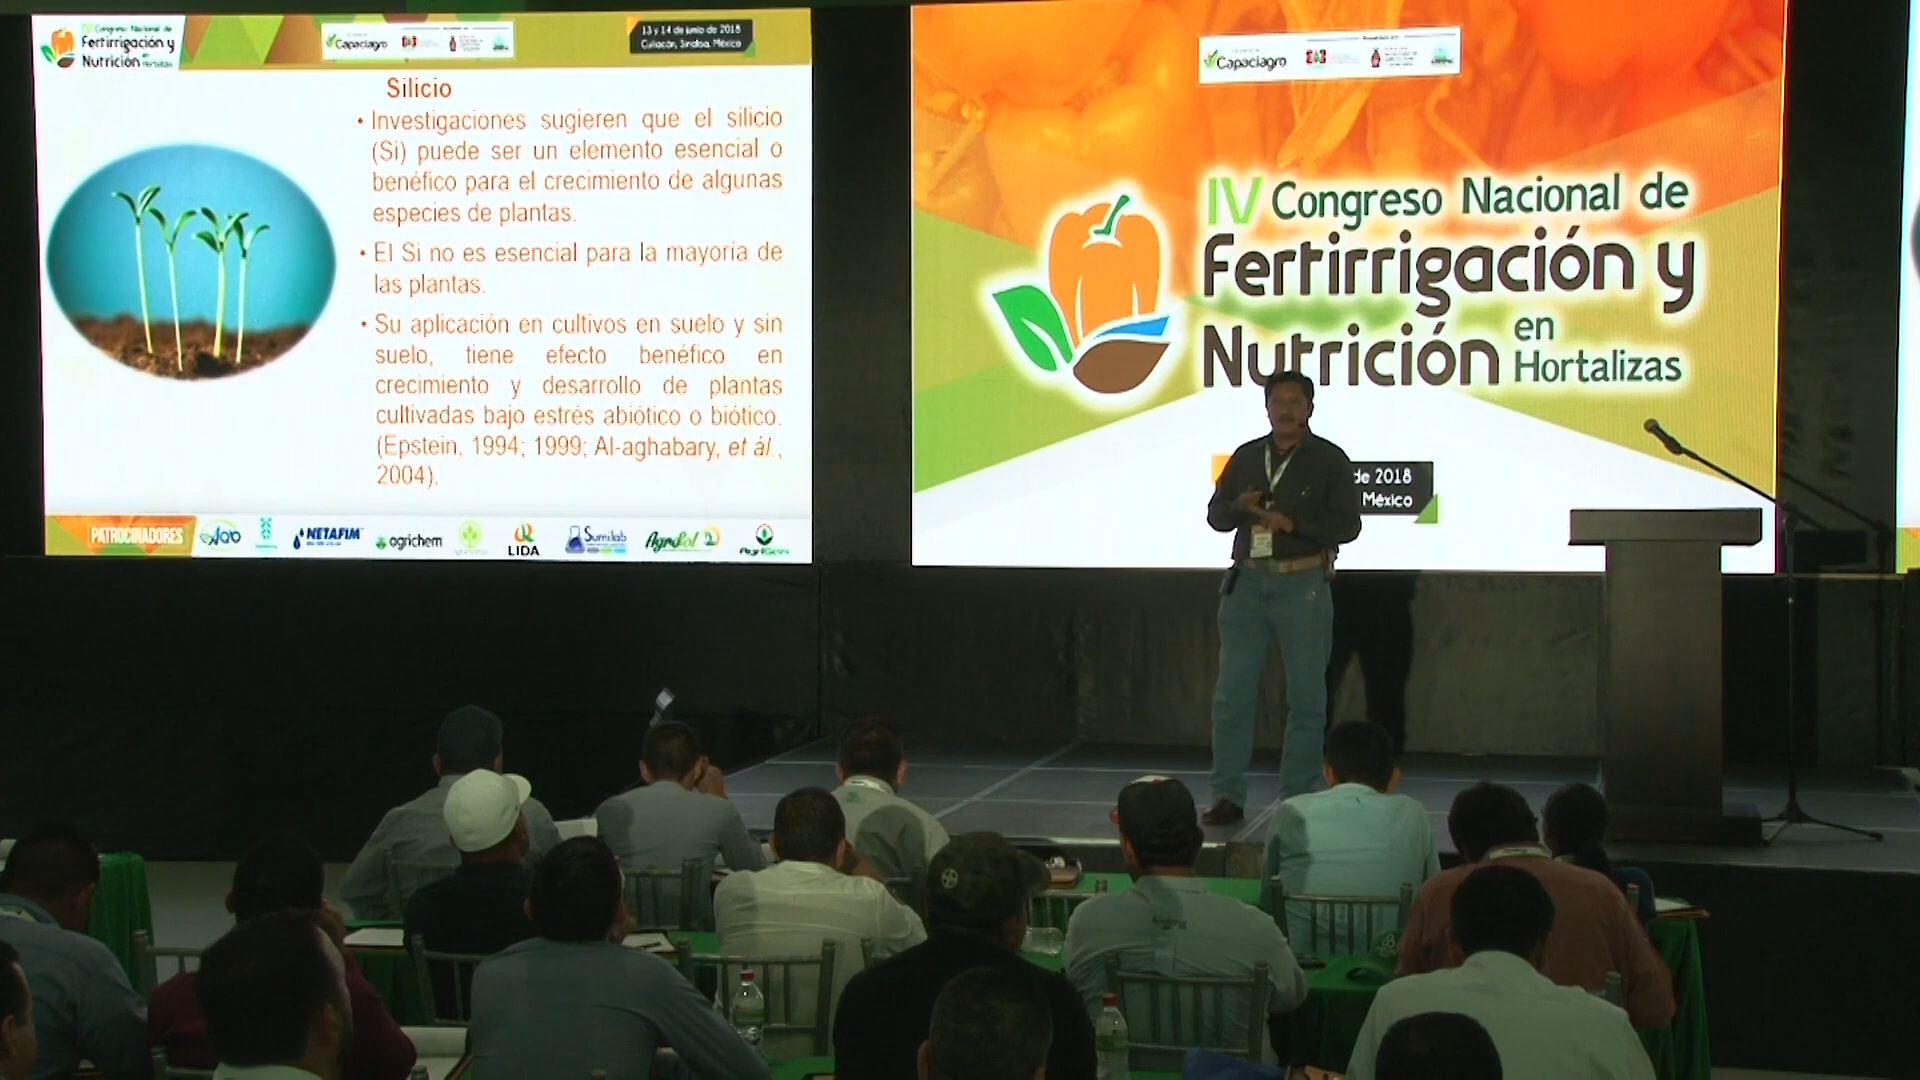 IV Congreso Nacional de
Fertirrigación y
Nutrición en Hortalizas
Capaciagro
13 y 14 de junio de 2018
Culiacán, Sinaloa, México
Silicio
• Investigaciones sugieren que el silicio
(Si) puede ser un elemento esencial o
benéfico para el crecimiento de algunas
especies de plantas.
• El Si no es esencial para la mayoría de
las plantas.
• Su aplicación en cultivos en suelo y sin
suelo, tiene efecto benéfico en
crecimiento y desarrollo de plantas
cultivadas bajo estrés abiótico o biótico.
(Epstein, 1994; 1999; Al-aghabary, et ál.,
2004).
PATROCINADORES
NETAFIM
agrichem
LIDA
Sumilab
AgriGen
Capaciagro
IV Congreso Nacional de
Fertirrigación y
Nutrición en
Hortalizas
de 2018
México